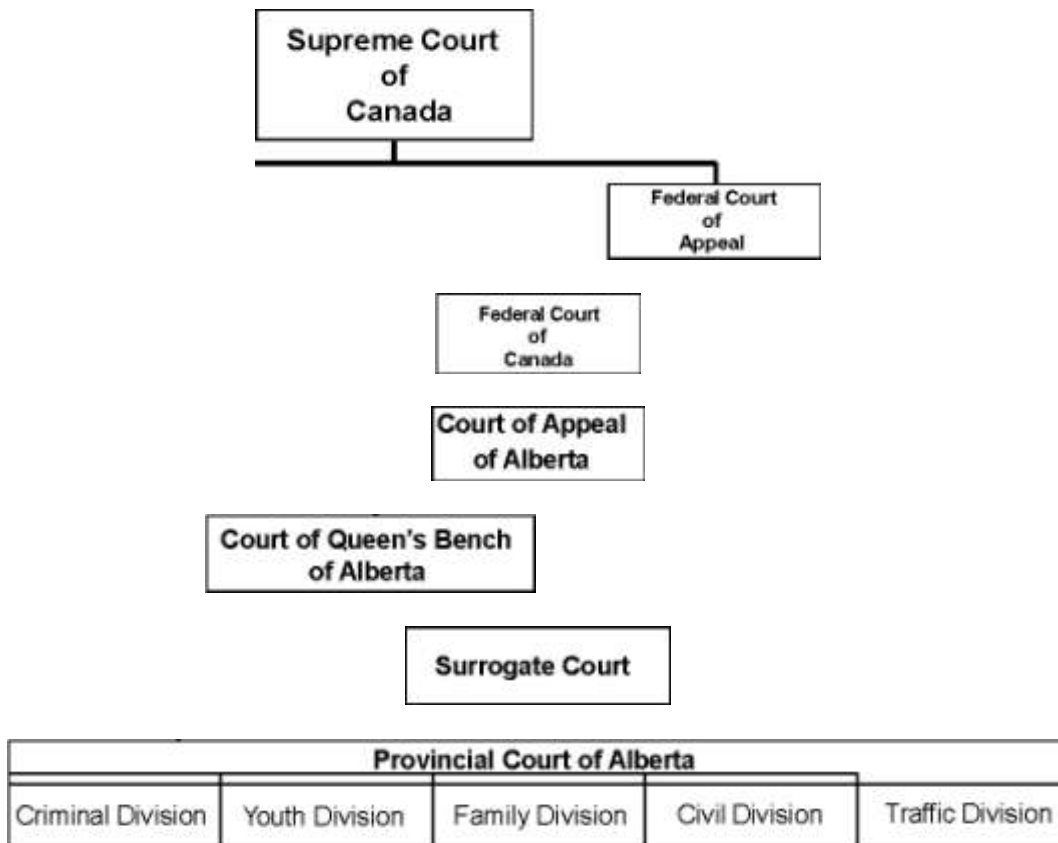 Supreme Court
of
Canada
Federal Court
of
Appeal
Federal Court
of
Canada
Court of Appeal
of Alberta
Court of Queen's Bench
of Alberta
Surrogate Court
Provincial Court of Alberta
Criminal Division Youth Division Family Division Civil Division Traffic Division